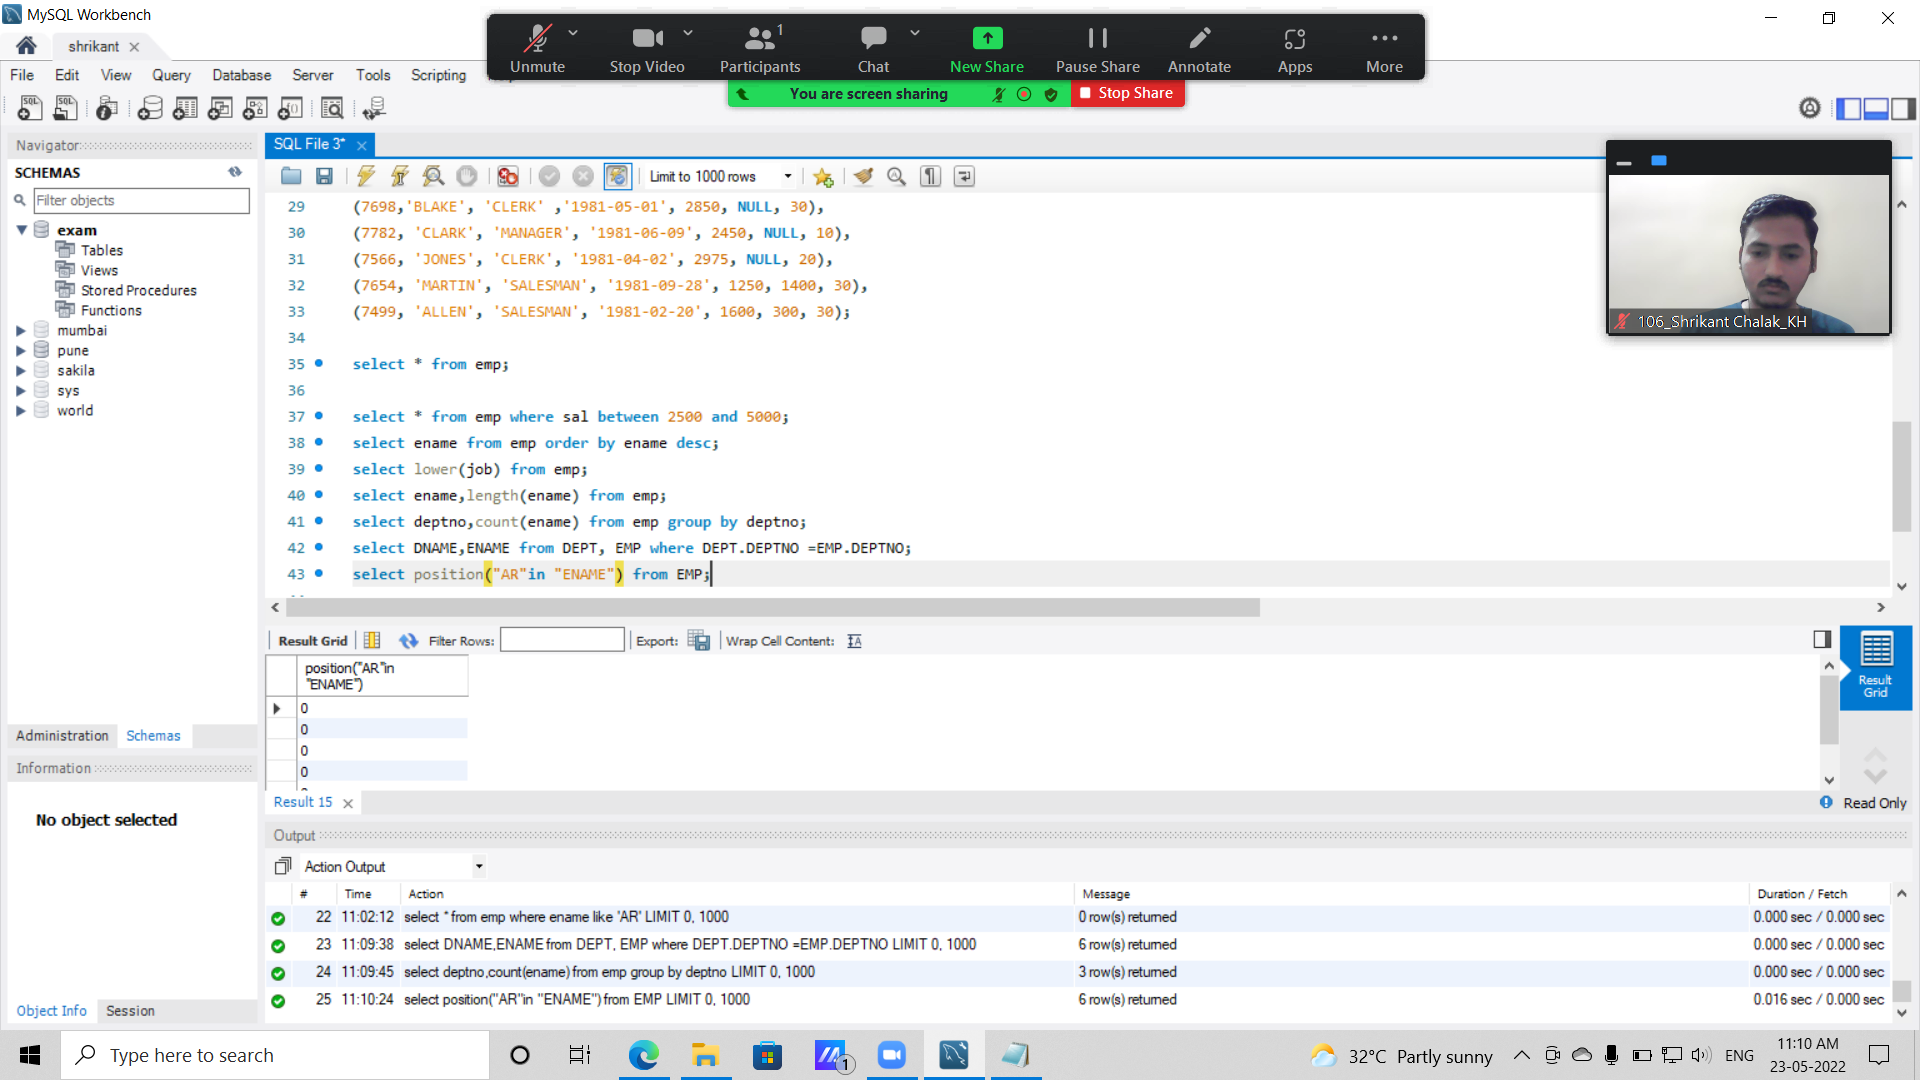 MySQL Workbench
shrikant
File Edit View Query Database Server Tools Scripting
Unmute Stop Video Participants 1 Chat New Share Pause Share Annotate Apps More
You are screen sharing Stop Share
Navigator
SCHEMAS
Filter objects
exam
Tables
Views
Stored Procedures
Functions
mumbai
pune
sakila
sys
world
Administration Schemas
Information
No object selected
Object Info Session
SQL File 3*
Limit to 1000 rows
29 (7698,'BLAKE', 'CLERK' ,'1981-05-01', 2850, NULL, 30),
30 (7782, 'CLARK', 'MANAGER', '1981-06-09', 2450, NULL, 10),
31 (7566, 'JONES', 'CLERK', '1981-04-02', 2975, NULL, 20),
32 (7654, 'MARTIN', 'SALESMAN', '1981-09-28', 1250, 1400, 30),
33 (7499, 'ALLEN', 'SALESMAN', '1981-02-20', 1600, 300, 30);
34
35 select * from emp;
36
37 select * from emp where sal between 2500 and 5000;
38 select ename from emp order by ename desc;
39 select lower(job) from emp;
40 select ename,length(ename) from emp;
41 select deptno,count(ename) from emp group by deptno;
42 select DNAME,ENAME from DEPT, EMP where DEPT.DEPTNO =EMP.DEPTNO;
43 select position("AR"in "ENAME") from EMP;
106_Shrikant Chalak_KH
Result Grid Filter Rows: Export: Wrap Cell Content:
position("AR"in
"ENAME")
0
0
0
0
Result
Grid
Result 15
Read Only
Output
Action Output
# Time Action Message Duration / Fetch
22 11:02:12 select * from emp where ename like 'AR' LIMIT 0, 1000 0 row(s) returned 0.000 sec / 0.000 sec
23 11:09:38 select DNAME,ENAME from DEPT, EMP where DEPT.DEPTNO =EMP.DEPTNO LIMIT 0, 1000 6 row(s) returned 0.000 sec / 0.000 sec
24 11:09:45 select deptno,count(ename) from emp group by deptno LIMIT 0, 1000 3 row(s) returned 0.000 sec / 0.000 sec
25 11:10:24 select position("AR"in "ENAME") from EMP LIMIT 0, 1000 6 row(s) returned 0.016 sec / 0.000 sec
Type here to search
1
32°C Partly sunny
ENG
11:10 AM
23-05-2022